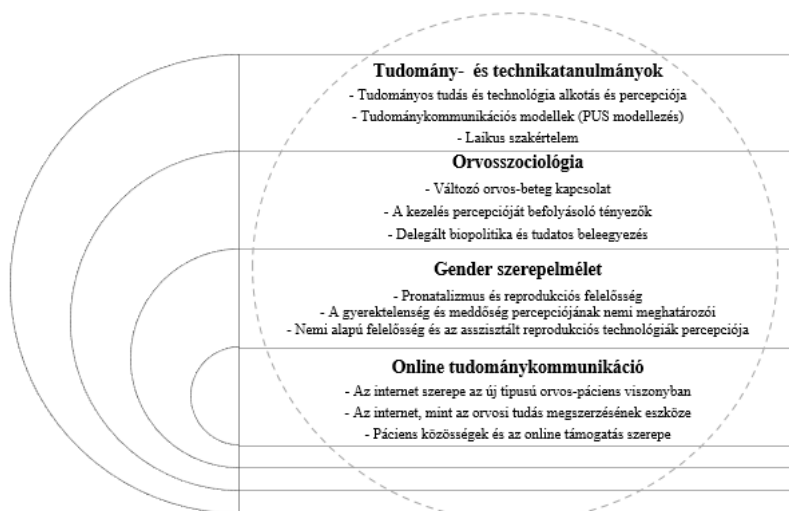 Tudomány- és technikatanulmányok
- Tudományos tudás és technológia alkotás és percepciója
- Tudománykommunikációs modellek (PUS modellezés)
- Laikus szakértelem
Orvosszociológia
- Változó orvos-beteg kapcsolat
- A kezelés percepcióját befolyásoló tényezők
- Delegált biopolitika és tudatos beleegyezés
Gender szerepelmélet
- Pronatalizmus és reprodukciós felelősség
- A gyerektelenség és meddőség percepciójának nemi meghatározói
- Nemi alapú felelősség és az asszisztált reprodukciós technológiák percepciója
Online tudománykommunikáció
- Az internet szerepe az új típusú orvos-páciens viszonyban
- Az internet, mint az orvosi tudás megszerzésének eszköze
- Páciens közösségek és az online támogatás szerepe